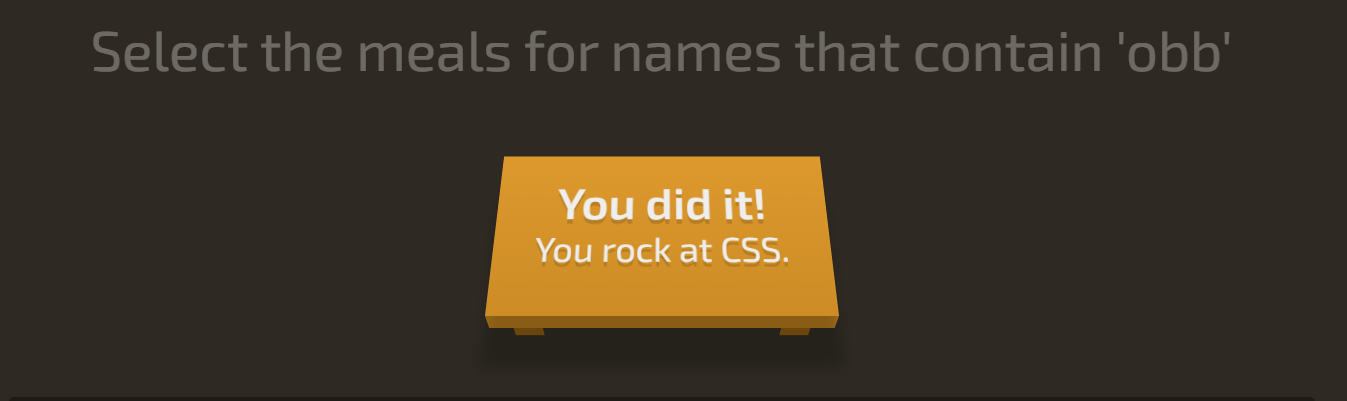 Select the meals for names that contain 'obb'
You did it!
You rock at CSS.